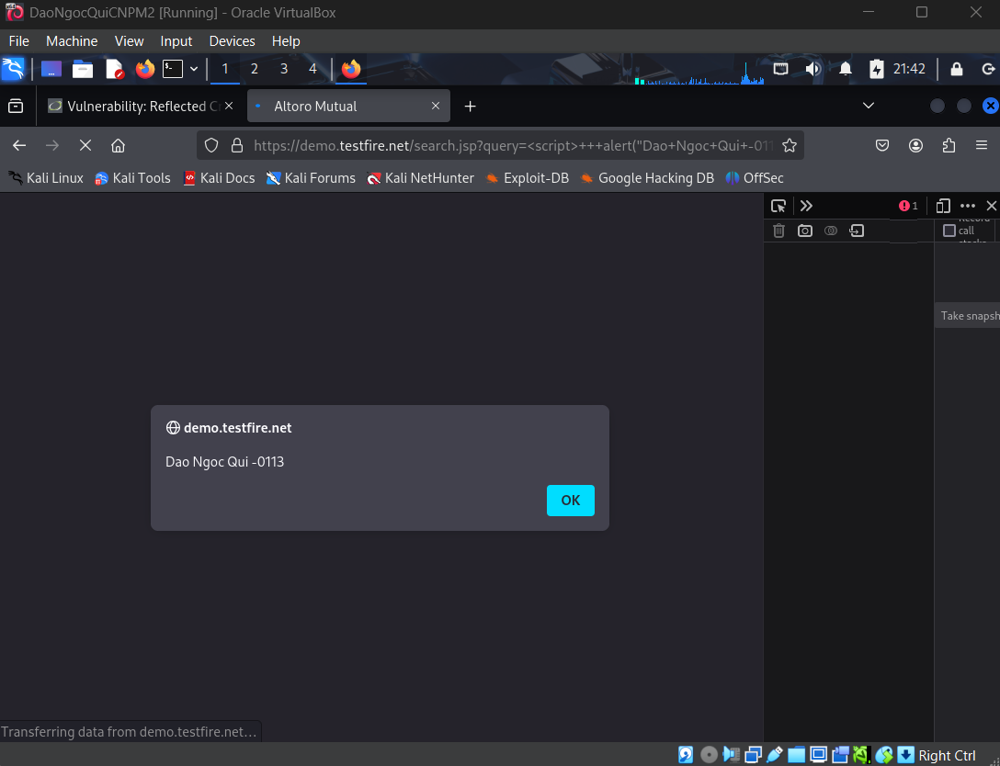 DaoNgocQuiCNPM2 [Running] - Oracle VirtualBox
File Machine View Input Devices Help
1 2 3 4 21:42
Vulnerability: Reflected C
Altoro Mutual
https://demo.testfire.net/search.jsp?query=<script>+++alert("Dao+Ngoc+Qui+-011
Kali Linux Kali Tools Kali Docs Kali Forums Kali NetHunter Exploit-DB Google Hacking DB OffSec
1
call
Take snapsh
demo.testfire.net
Dao Ngoc Qui -0113
OK
Transferring data from demo.testfire.net...
Right Ctrl